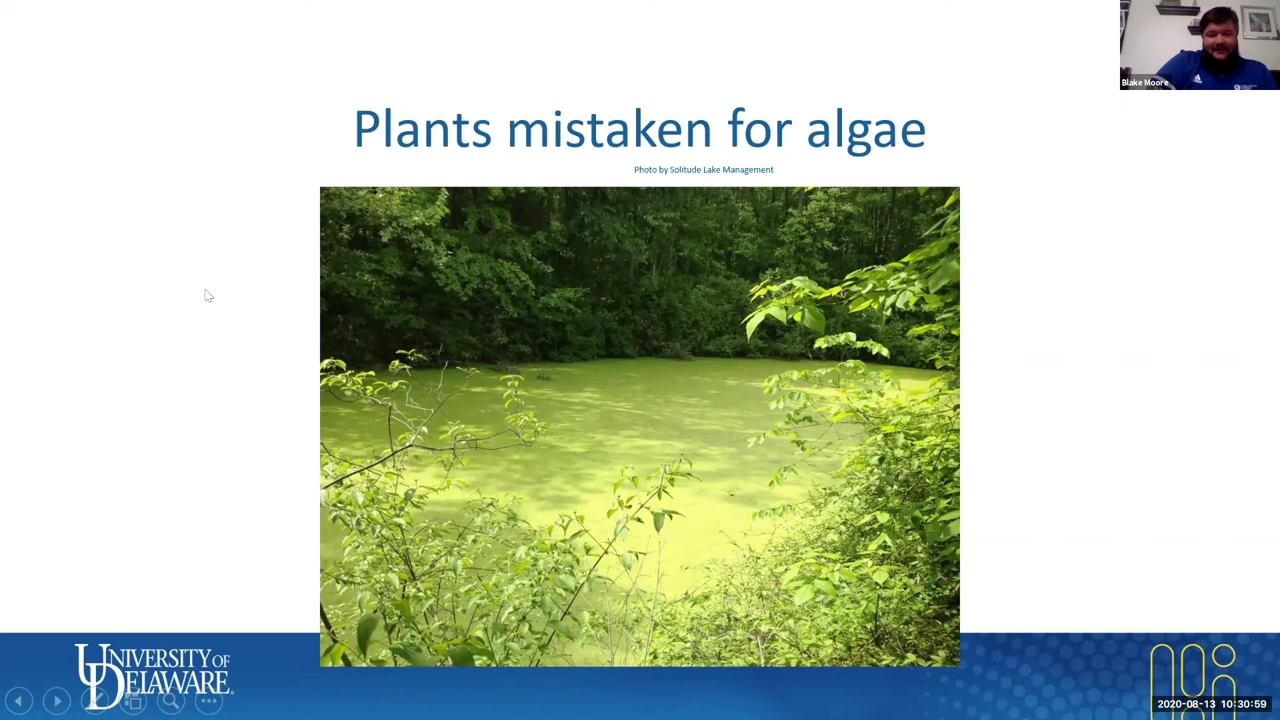 Blake Moore
Plants mistaken for algae
Photo by Solitude Lake Management
UNIVERSITY OF
DELAWARE
2020-08-13 10:30:59